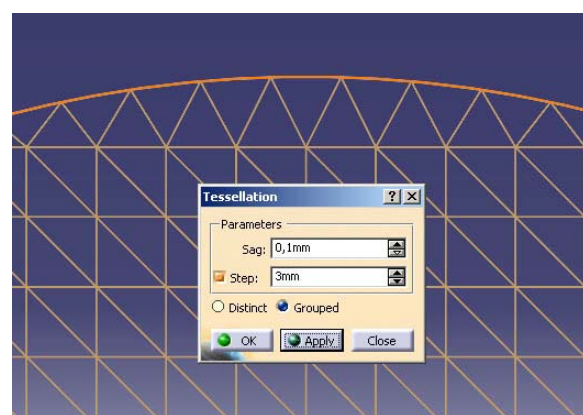 Tessellation
Parameters
Sag: 0,1mm
Step: 3mm
Distinct Grouped
OK Apply Close